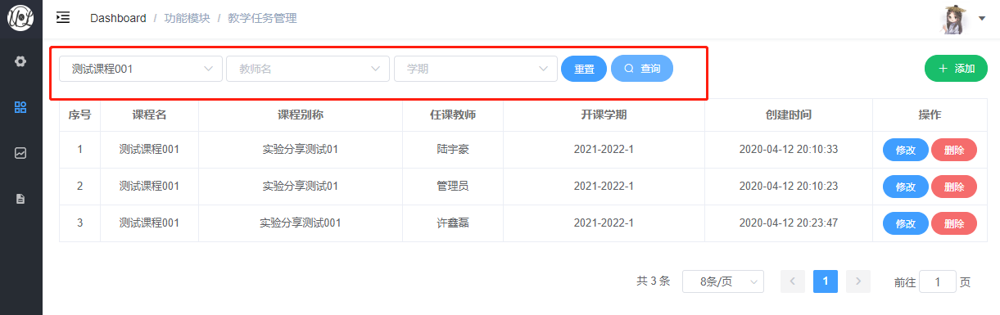 Dashboard / 功能模块 / 教学任务管理
测试课程001 教师名 学期 重置 查询 添加
序号 课程名 课程别称 任课教师 开课学期 创建时间 操作
1 测试课程001 实验分享测试01 陆宇豪 2021-2022-1 2020-04-12 20:10:33 修改 删除
2 测试课程001 实验分享测试01 管理员 2021-2022-1 2020-04-12 20:10:23 修改 删除
3 测试课程001 实验分享测试001 许鑫磊 2021-2022-1 2020-04-12 20:23:47 修改 删除
共 3 条 8条/页 1 前往 1 页